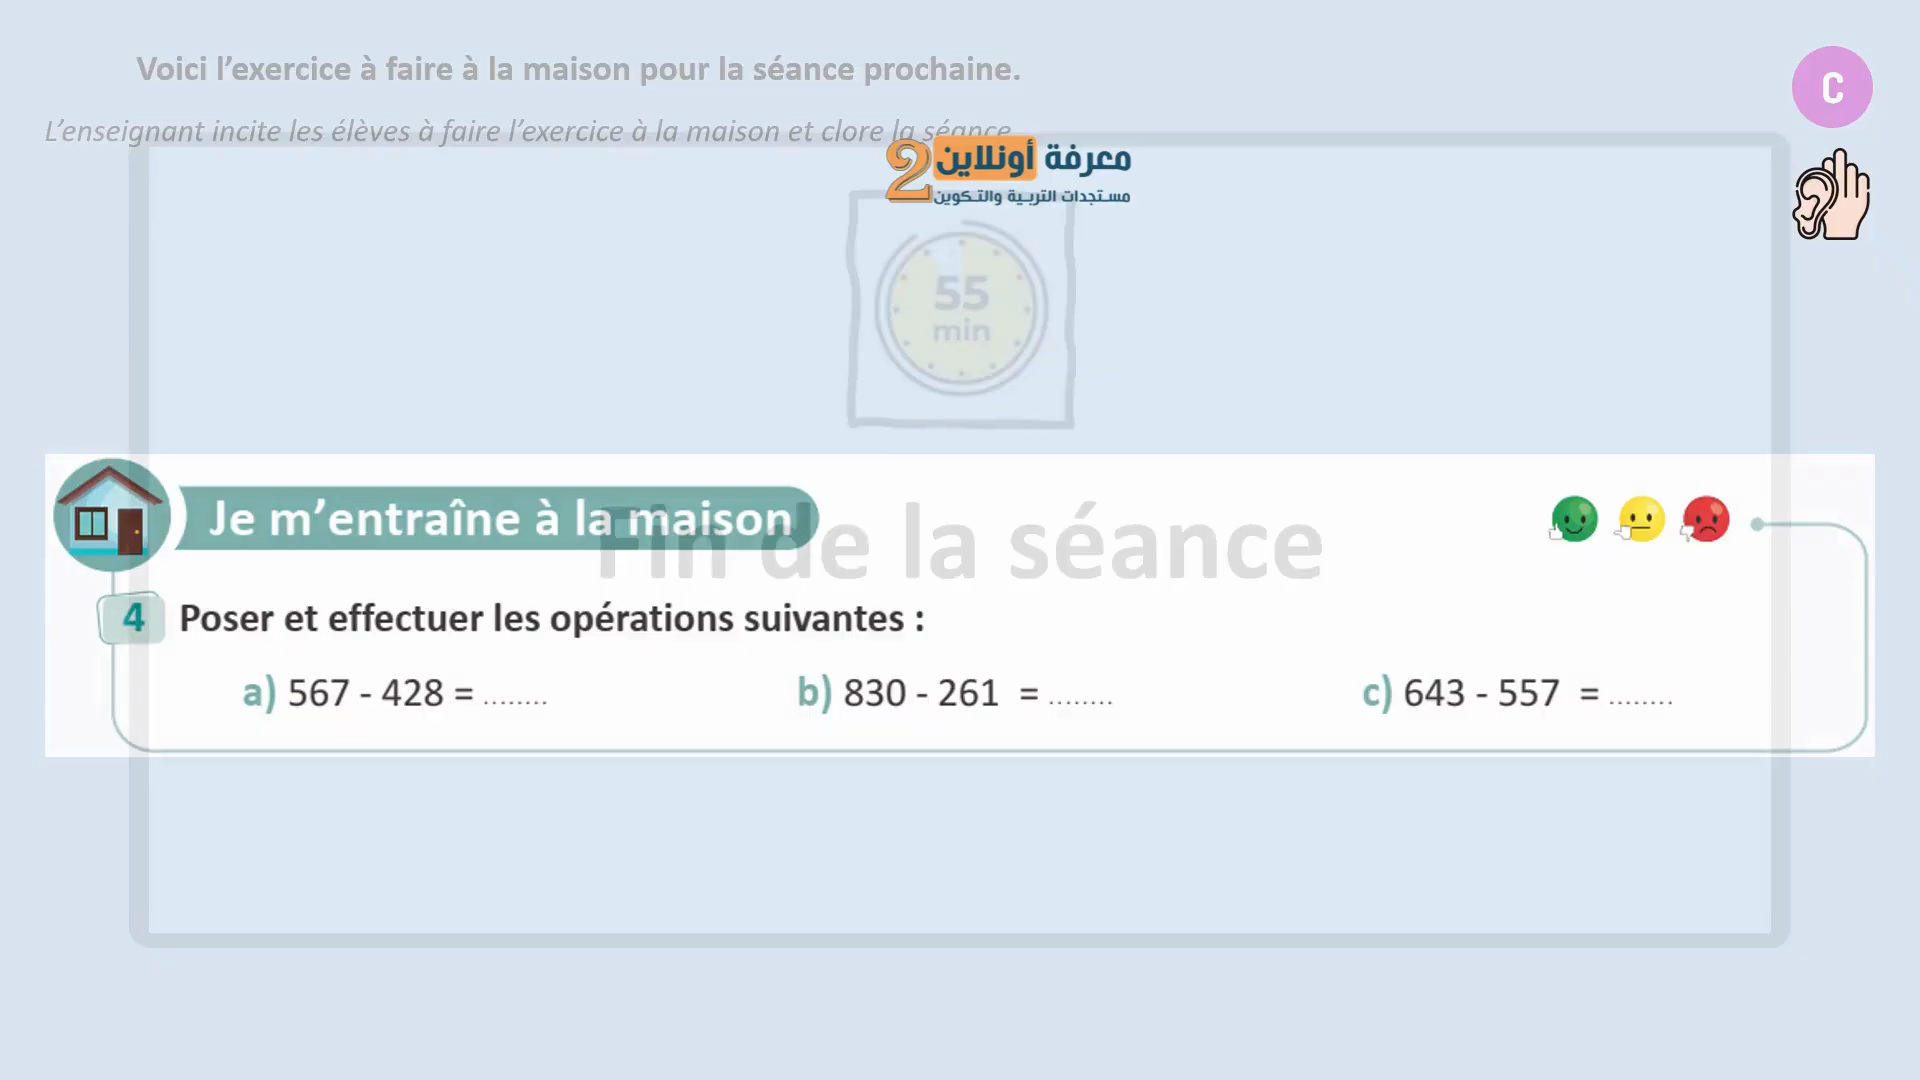 Voici l’exercice à faire à la maison pour la séance prochaine.
C
L’enseignant incite les élèves à faire l’exercice à la maison et clore la séance
2 معرفة أونلاين
مستجدات التربية والتكوين
55
min
Je m’entraîne à la maison
Fin de la séance
4 Poser et effectuer les opérations suivantes :
a) 567 - 428 = ........ b) 830 - 261 = ........ c) 643 - 557 = ........